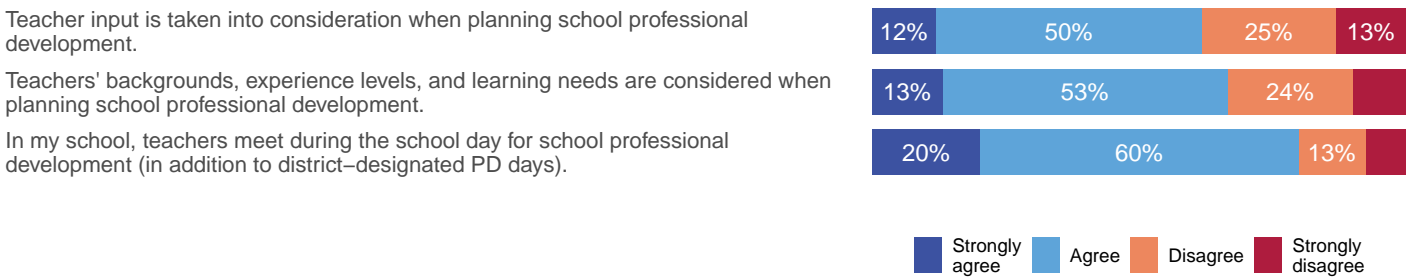 Teacher input is taken into consideration when planning school professional
development.
12% 50% 25% 13%
Teachers' backgrounds, experience levels, and learning needs are considered when
planning school professional development.
13% 53% 24%
In my school, teachers meet during the school day for school professional
development (in addition to district−designated PD days).
20% 60% 13%
Strongly
agree
Agree
Disagree
Strongly
disagree